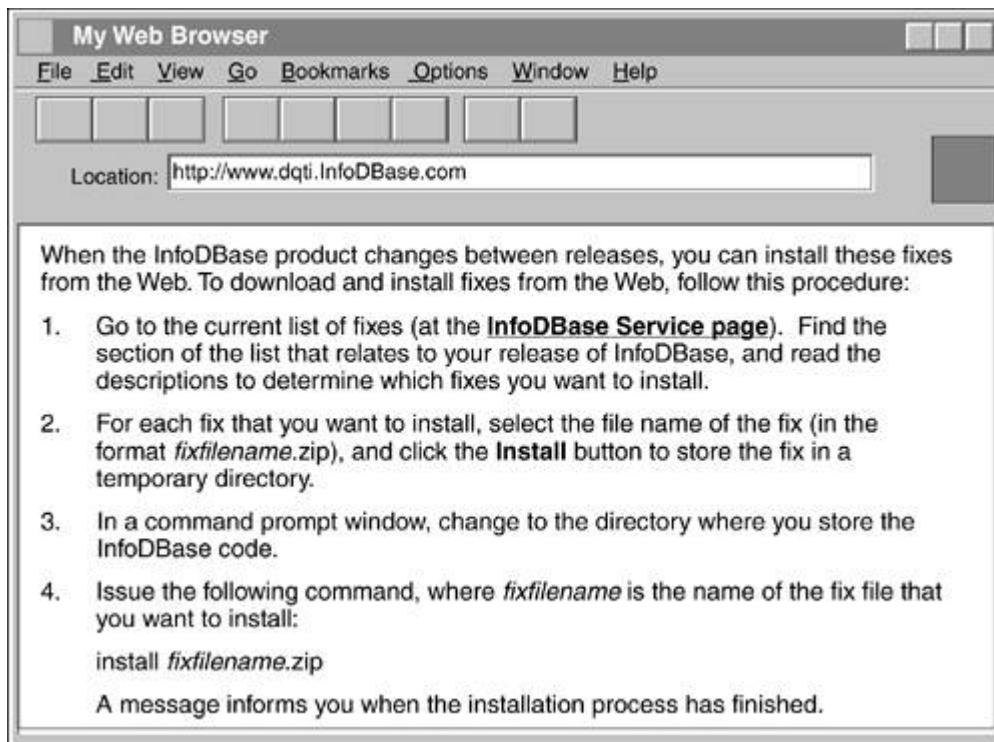 My Web Browser
File Edit View Go Bookmarks Options Window Help
Location: http://www.dqti.InfoDBase.com
When the InfoDBase product changes between releases, you can install these fixes
from the Web. To download and install fixes from the Web, follow this procedure:
1. Go to the current list of fixes (at the InfoDBase Service page). Find the
section of the list that relates to your release of InfoDBase, and read the
descriptions to determine which fixes you want to install.
2. For each fix that you want to install, select the file name of the fix (in the
format fixfilename.zip), and click the Install button to store the fix in a
temporary directory.
3. In a command prompt window, change to the directory where you store the
InfoDBase code.
4. Issue the following command, where fixfilename is the name of the fix file that
you want to install:
install fixfilename.zip
A message informs you when the installation process has finished.